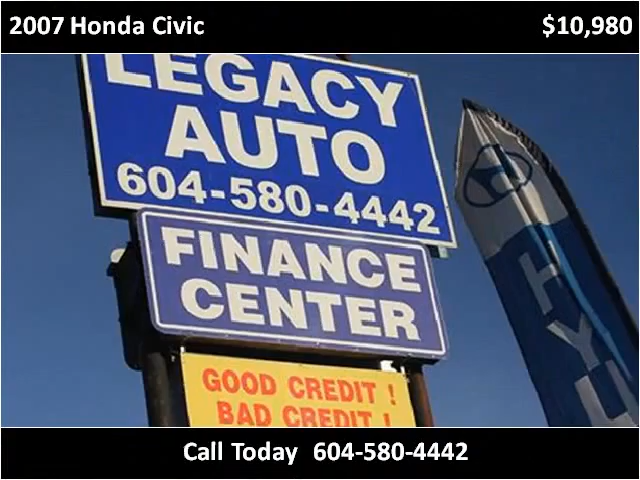 2007 Honda Civic
$10,980
LEGACY
AUTO
604-580-4442
FINANCE
CENTER
GOOD CREDIT !
BAD CREDIT !
HYU
Call Today 604-580-4442